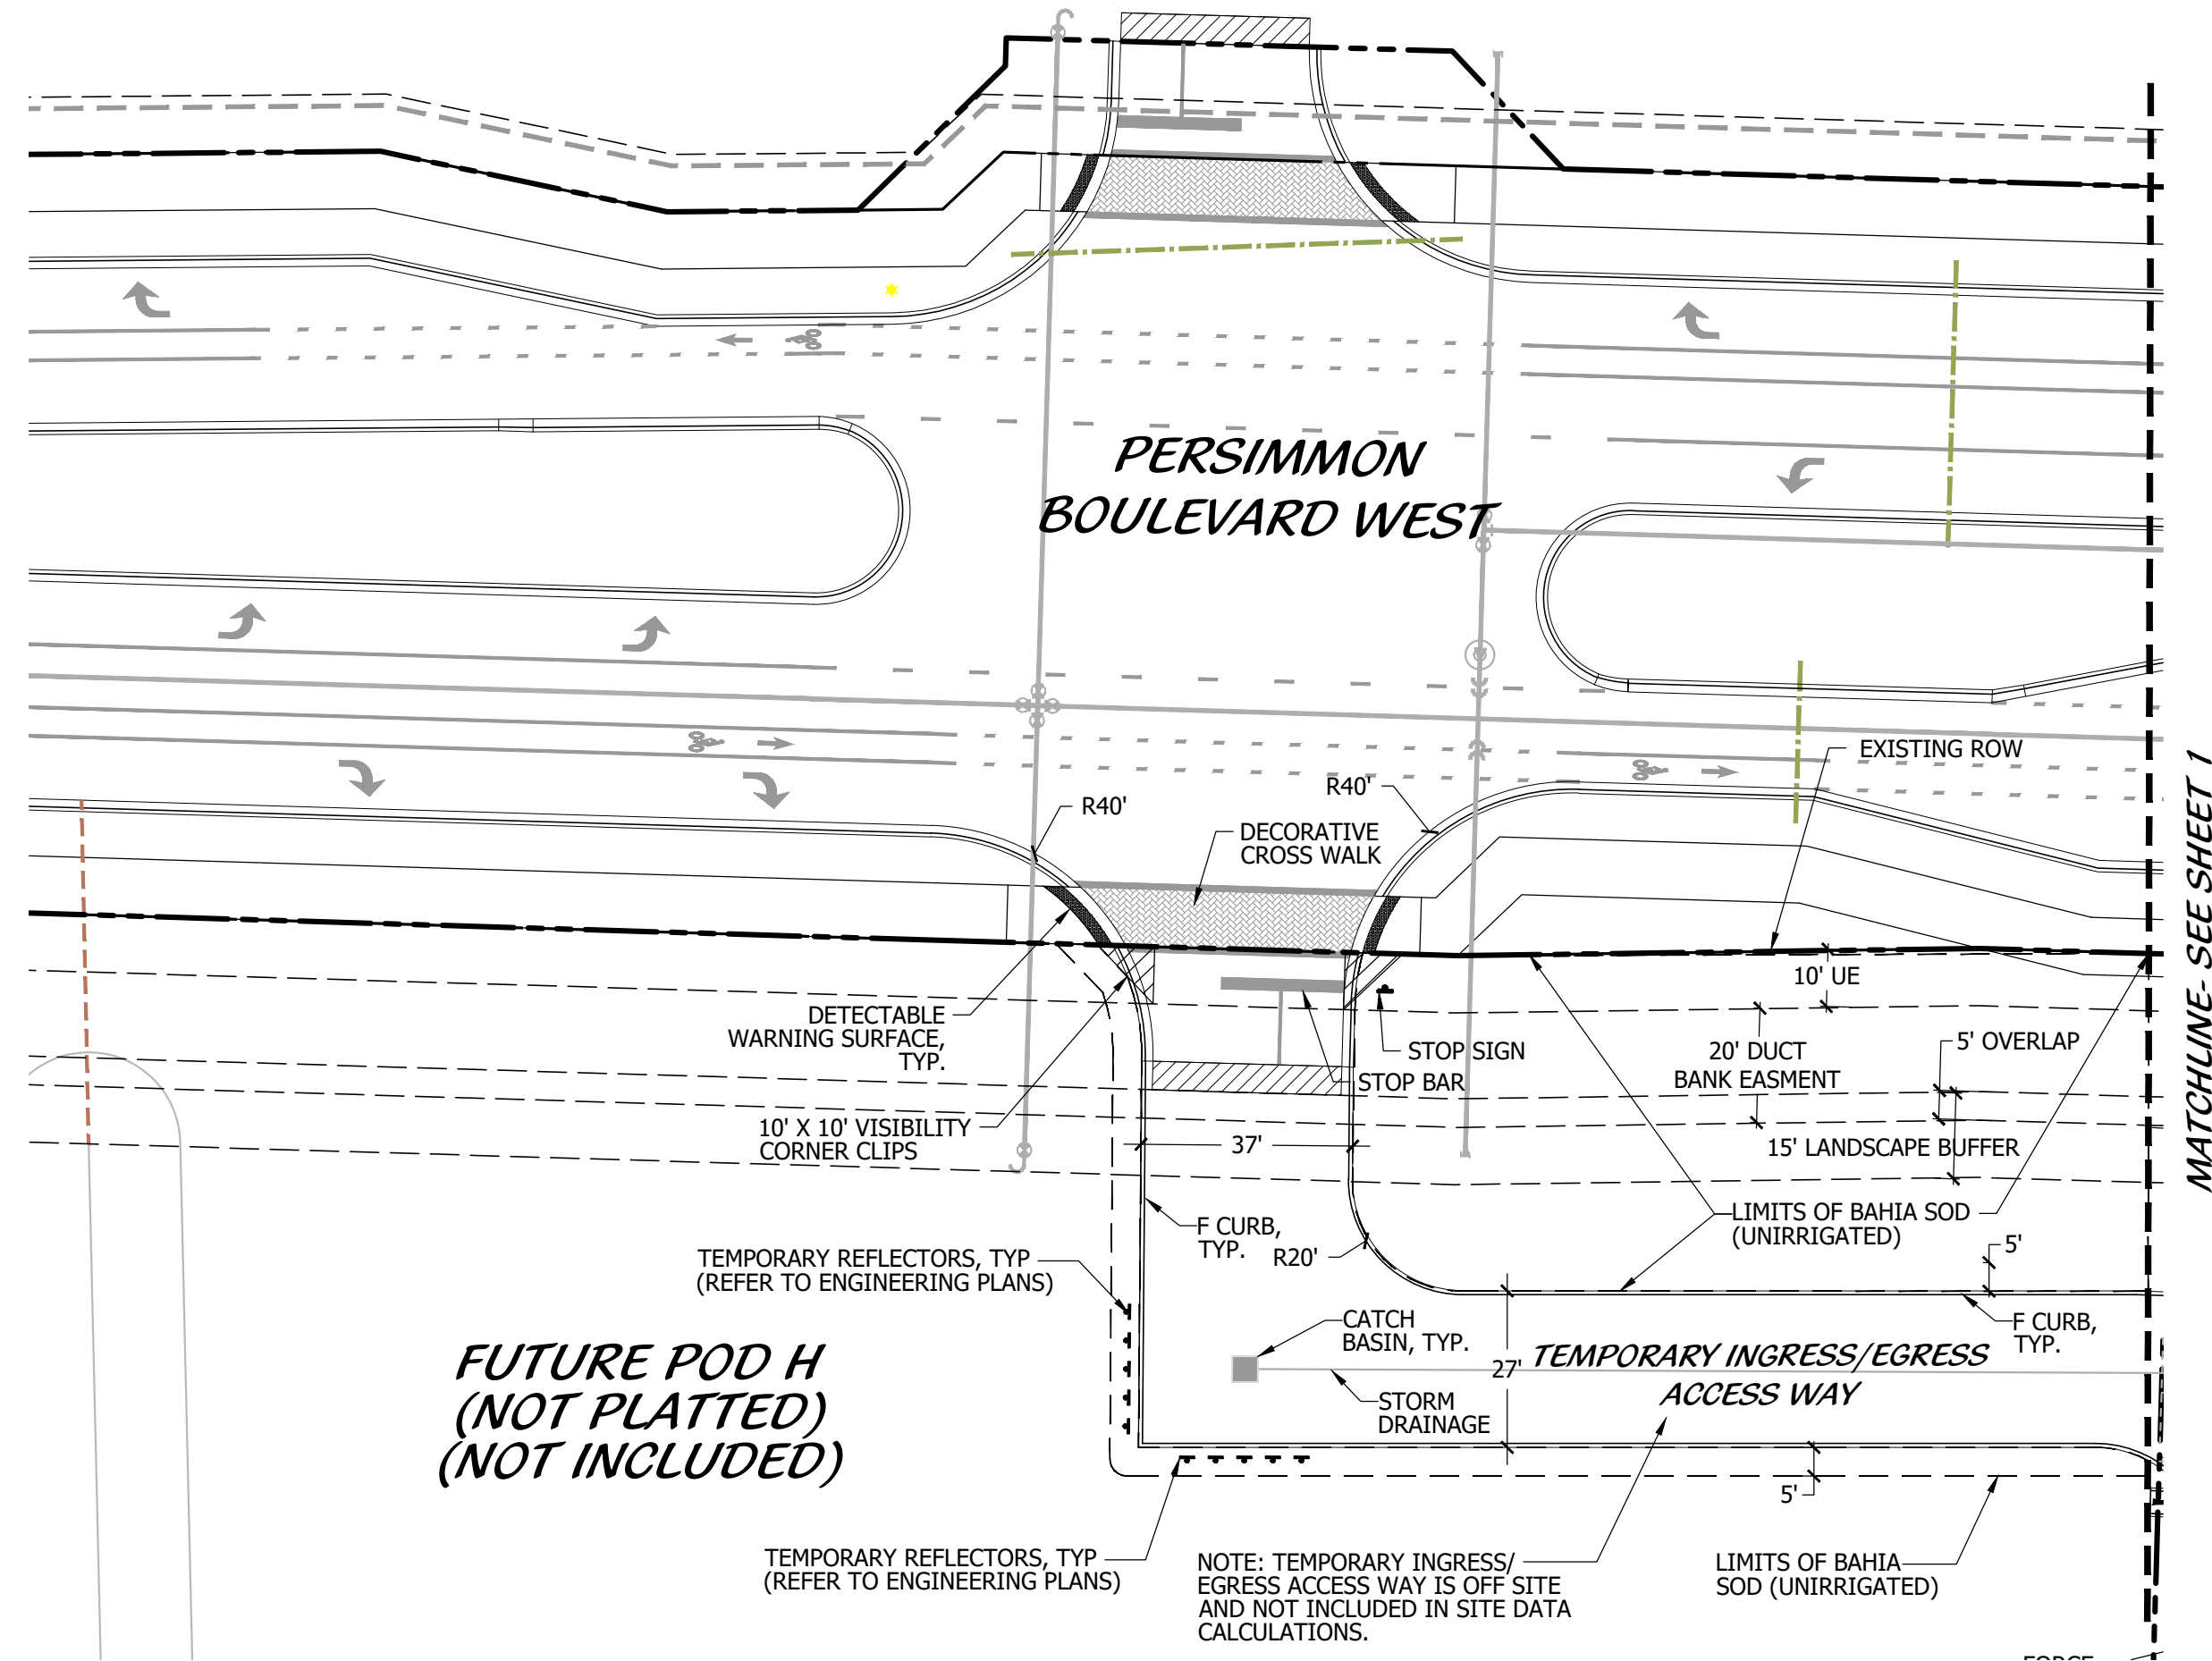 PERSIMMON
BOULEVARD WEST
EXISTING ROW
R40'
R40'
DECORATIVE
CROSS WALK
MATCHLINE- SEE SHEET 1
10' UE
DETECTABLE
WARNING SURFACE,
TYP.
STOP SIGN
STOP BAR
20' DUCT
BANK EASMENT
5' OVERLAP
10' X 10' VISIBILITY
CORNER CLIPS
37'
15' LANDSCAPE BUFFER
F CURB,
TYP.
R20'
LIMITS OF BAHIA SOD
(UNIRRIGATED)
5'
TEMPORARY REFLECTORS, TYP
(REFER TO ENGINEERING PLANS)
CATCH
BASIN, TYP.
F CURB,
TYP.
27'
TEMPORARY INGRESS/EGRESS
ACCESS WAY
FUTURE POD H
(NOT PLATTED)
(NOT INCLUDED)
STORM
DRAINAGE
5'
TEMPORARY REFLECTORS, TYP
(REFER TO ENGINEERING PLANS)
NOTE: TEMPORARY INGRESS/
EGRESS ACCESS WAY IS OFF SITE
AND NOT INCLUDED IN SITE DATA
CALCULATIONS.
LIMITS OF BAHIA
SOD (UNIRRIGATED)